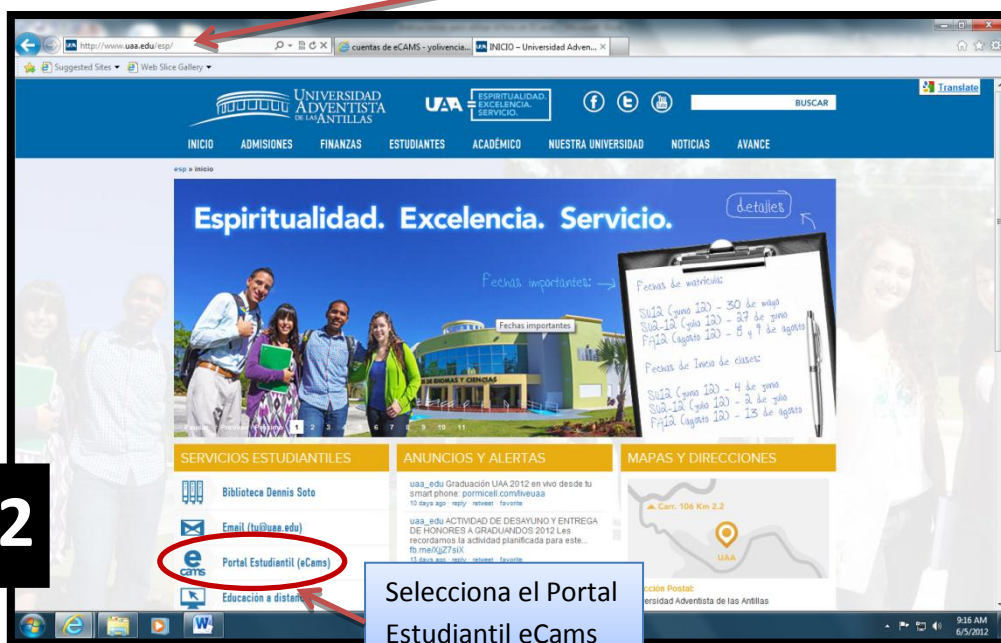 http://www.uaa.edu/esp/
cuentas de eCAMS - yolivencia...
INICIO – Universidad Adven...
Suggested Sites
Web Slice Gallery
Translate
UNIVERSIDAD
ADVENTISTA
DE LAS ANTILLAS
UAA
ESPIRITUALIDAD.
EXCELENCIA.
SERVICIO.
BUSCAR
INICIO ADMISIONES FINANZAS ESTUDIANTES ACADÉMICO NUESTRA UNIVERSIDAD NOTICIAS AVANCE
esp » inicio
Espiritualidad. Excelencia. Servicio.
detalles
Fechas importantes:
Fechas importantes
Fechas de matrícula:
SU12 (junio 12) - 30 de mayo
SU2-12 (julio 12) - 27 de junio
FA12 (agosto 12) - 8 y 9 de agosto
Fechas de Inicio de clases:
SU12 (junio 12) - 4 de junio
SU2-12 (julio 12) - 2 de julio
FA12 (agosto 12) - 13 de agosto
DE IDIOMAS Y CIENCIAS
1 2 3 4 5 6 7 8 9 10 11
SERVICIOS ESTUDIANTILES
Biblioteca Dennis Soto
Email (tu@uaa.edu)
e cams
Portal Estudiantil (eCams)
Educación a distan
ANUNCIOS Y ALERTAS
uaa_edu Graduación UAA 2012 en vivo desde tu
smart phone: pormicell.com/liveuaa
10 days ago · reply · retweet · favorite
uaa_edu ACTIVIDAD DE DESAYUNO Y ENTREGA
DE HONORES A GRADUANDOS 2012 Les
recordamos la actividad planificada para este...
fb.me/XjjZ7siX
13 days ago · reply · retweet · favorite
MAPAS Y DIRECCIONES
Carr. 106 Km 2.2
UAA
cción Postal:
ersidad Adventista de las Antillas
2
Selecciona el Portal
Estudiantil eCams
9:16 AM
6/5/2012